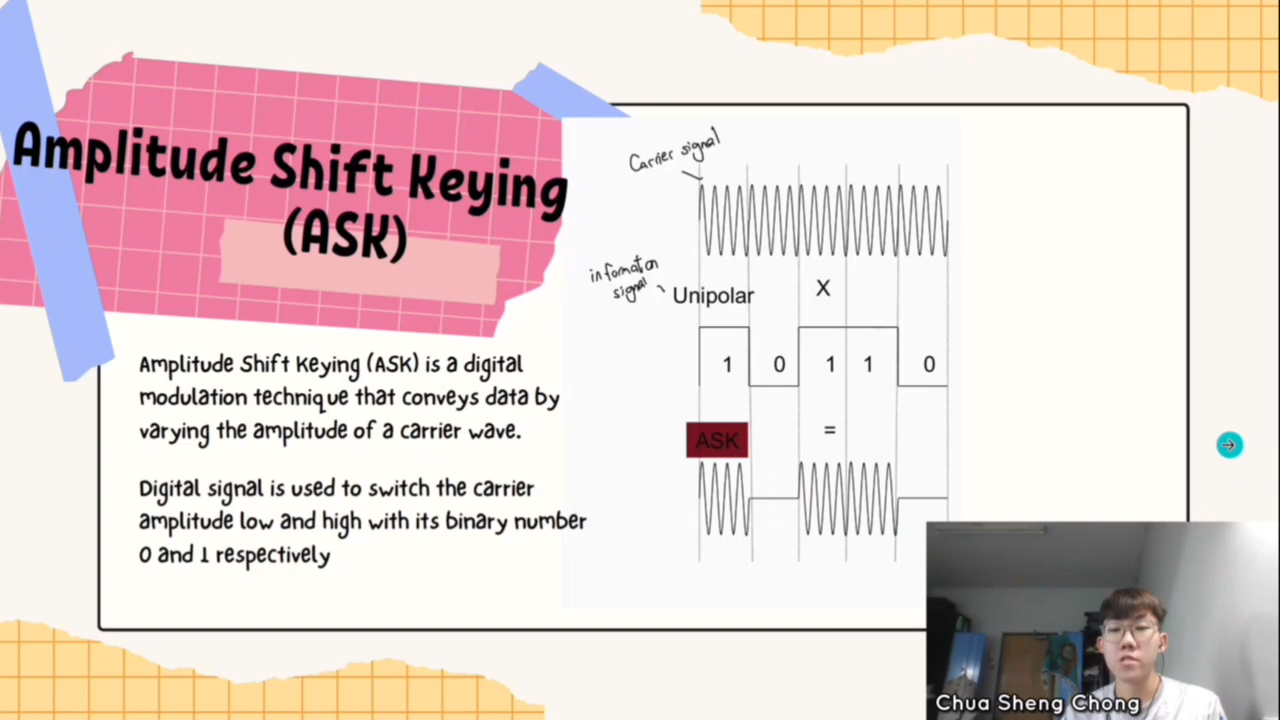 Amplitude Shift Keying
(ASK)
Carrier signal
information
signal
Unipolar
X
1 0 1 1 0
ASK
=
Amplitude Shift Keying (ASK) is a digital
modulation technique that conveys data by
varying the amplitude of a carrier wave.
Digital signal is used to switch the carrier
amplitude low and high with its binary number
0 and 1 respectively
Chua Sheng Chong